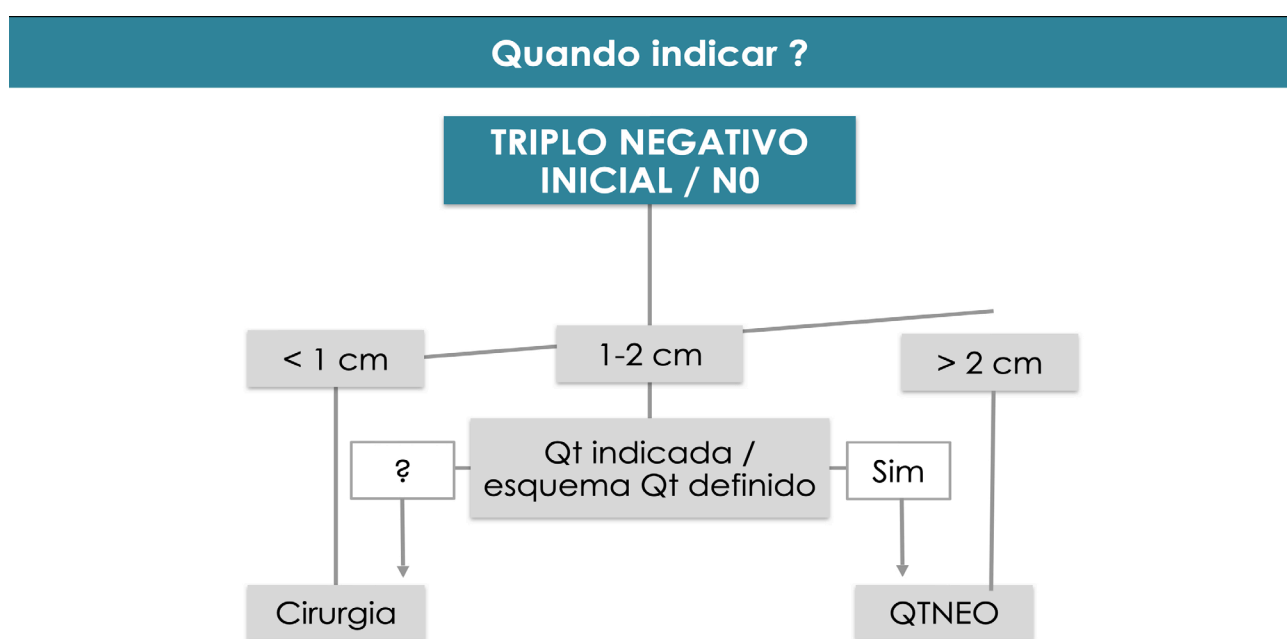 Quando indicar ?
TRIPLO NEGATIVO
INICIAL / N0
< 1 cm
1-2 cm
> 2 cm
?
Qt indicada /
esquema Qt definido
Sim
Cirurgia
QTNEO